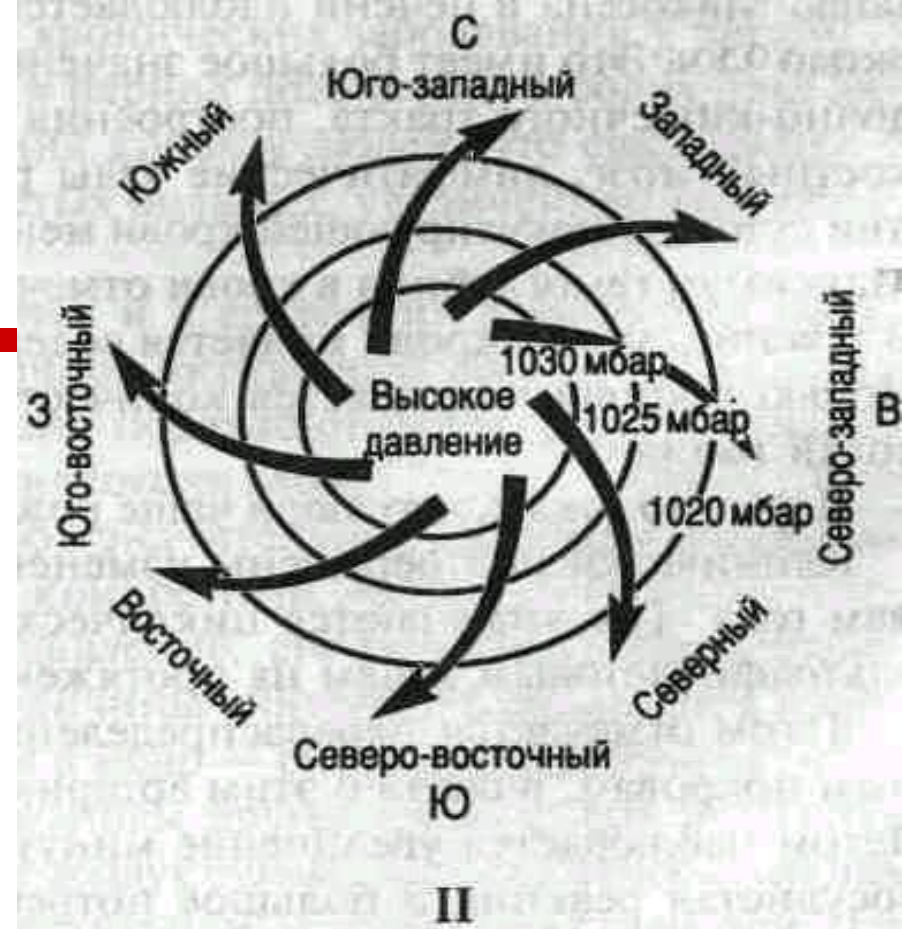 С
Юго-западный
Южный
Западный
З
Юго-восточный
Высокое
давление
1030 мбар
1025 мбар
1020 мбар
Северо-западный
В
Восточный
Северный
Северо-восточный
Ю
II